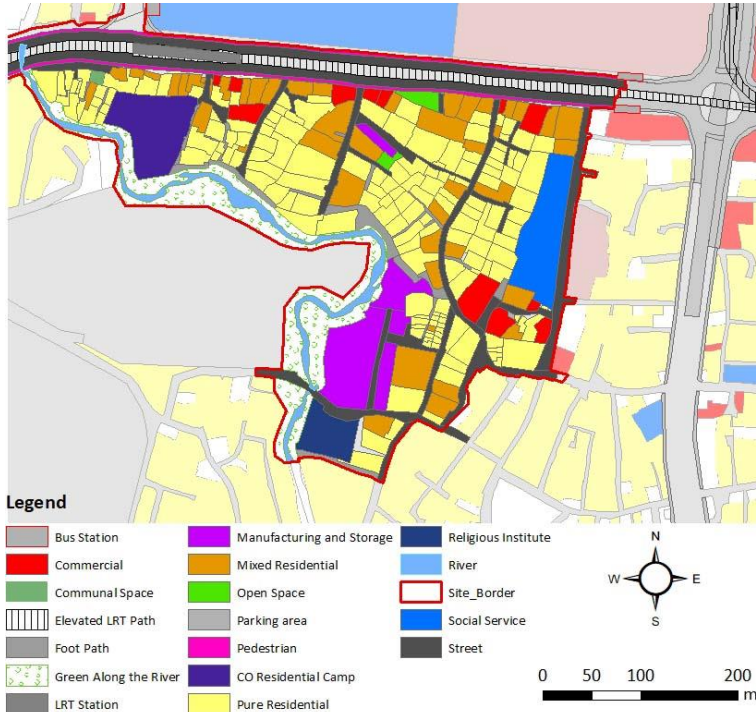 Legend
Bus Station
Commercial
Communal Space
Elevated LRT Path
Foot Path
Green Along the River
LRT Station
Manufacturing and Storage
Mixed Residential
Open Space
Parking area
Pedestrian
CO Residential Camp
Pure Residential
Religious Institute
River
Site_Border
Social Service
Street
N
W E
S
0 50 100 200
m